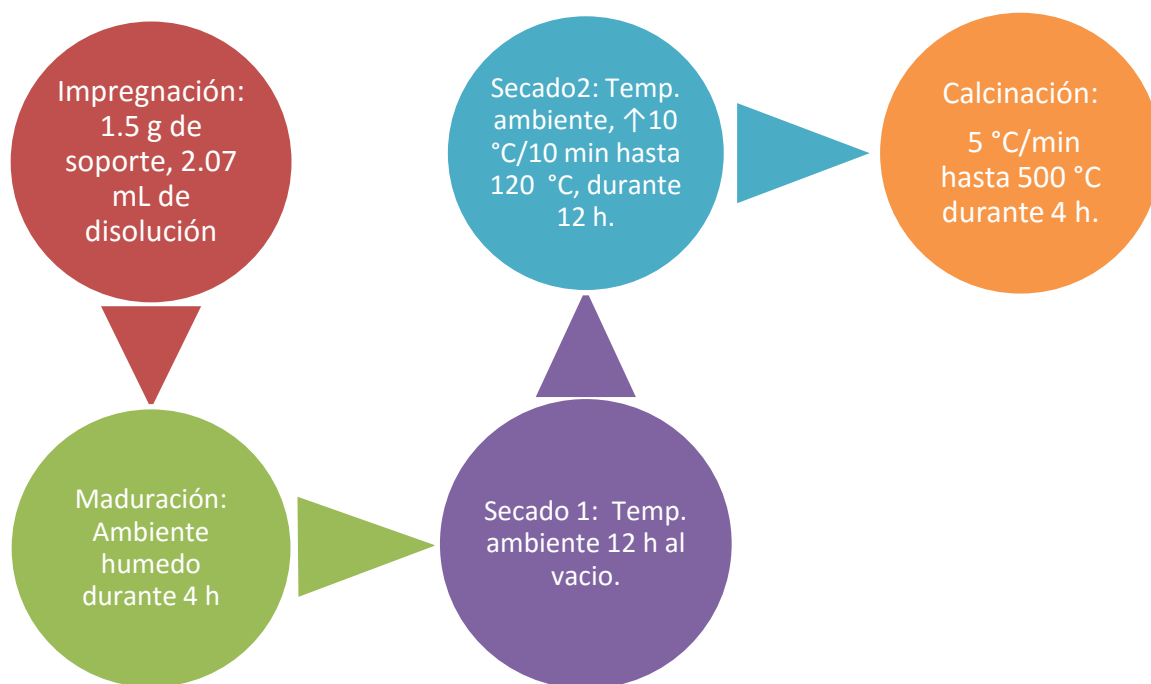 Impregnación:
1.5 g de
soporte, 2.07
mL de
disolución
Maduración:
Ambiente
humedo
durante 4 h
Secado 1:  Temp.
ambiente 12 h al
vacio.
Secado2: Temp.
ambiente, ↑10
°C/10 min hasta
120 °C, durante
12 h.
Calcinación:
5 °C/min
hasta 500 °C
durante 4 h.